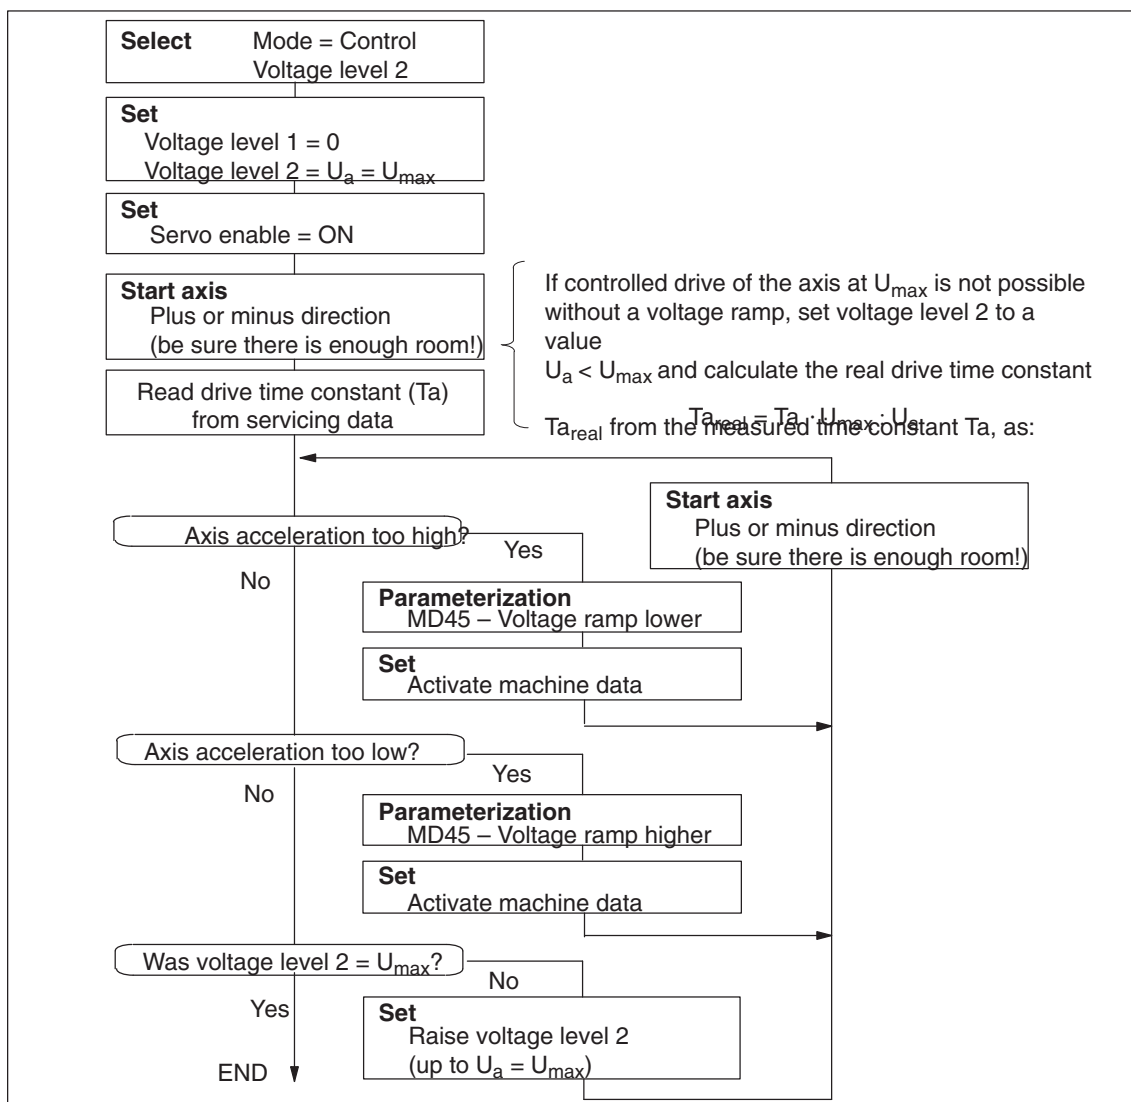 Select Mode = Control
Voltage level 2
Set
Voltage level 1 = 0
Voltage level 2 = Ua = Umax
Set
Servo enable = ON
Start axis
Plus or minus direction
(be sure there is enough room!)
Read drive time constant (Ta)
from servicing data
If controlled drive of the axis at Umax is not possible
without a voltage ramp, set voltage level 2 to a
value
Ua < Umax and calculate the real drive time constant
Tareal = Ta · Umax : Ua
Tareal from the measured time constant Ta, as:
Start axis
Plus or minus direction
(be sure there is enough room!)
Axis acceleration too high?
Yes
No
Parameterization
MD45 – Voltage ramp lower
Set
Activate machine data
Axis acceleration too low?
Yes
No
Parameterization
MD45 – Voltage ramp higher
Set
Activate machine data
Was voltage level 2 = Umax?
No
Yes
Set
Raise voltage level 2
(up to Ua = Umax)
END